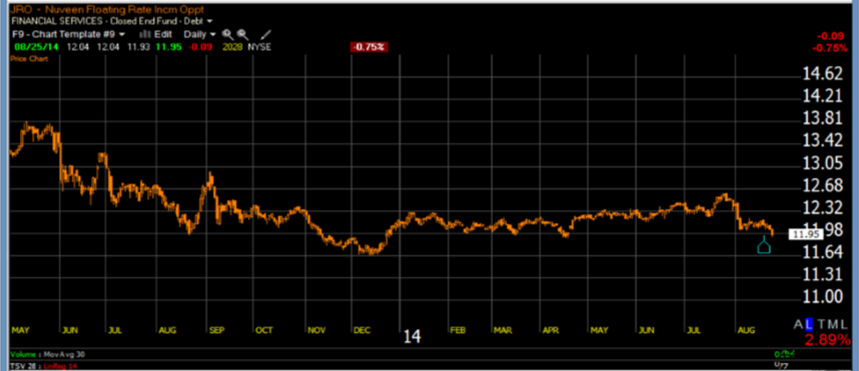 JRO - Nuveen Floating Rate Incm Oppt
FINANCIAL SERVICES - Closed End Fund - Debt
F9 - Chart Template #9 Edit Daily
-0.09
08/25/14 12.04 12.04 11.93 11.95 -0.09 2028 NYSE -0.75%
-0.75%
Price Chart
14.62
14.21
13.81
13.42
13.05
12.68
12.32
11.98
11.95
11.64
11.31
11.00
MAY JUN JUL AUG SEP OCT NOV DEC 14 FEB MAR APR MAY JUN JUL AUG
A L T M L
2.89%
Volume : MovAvg 30
TSV 28 : LinReg 14